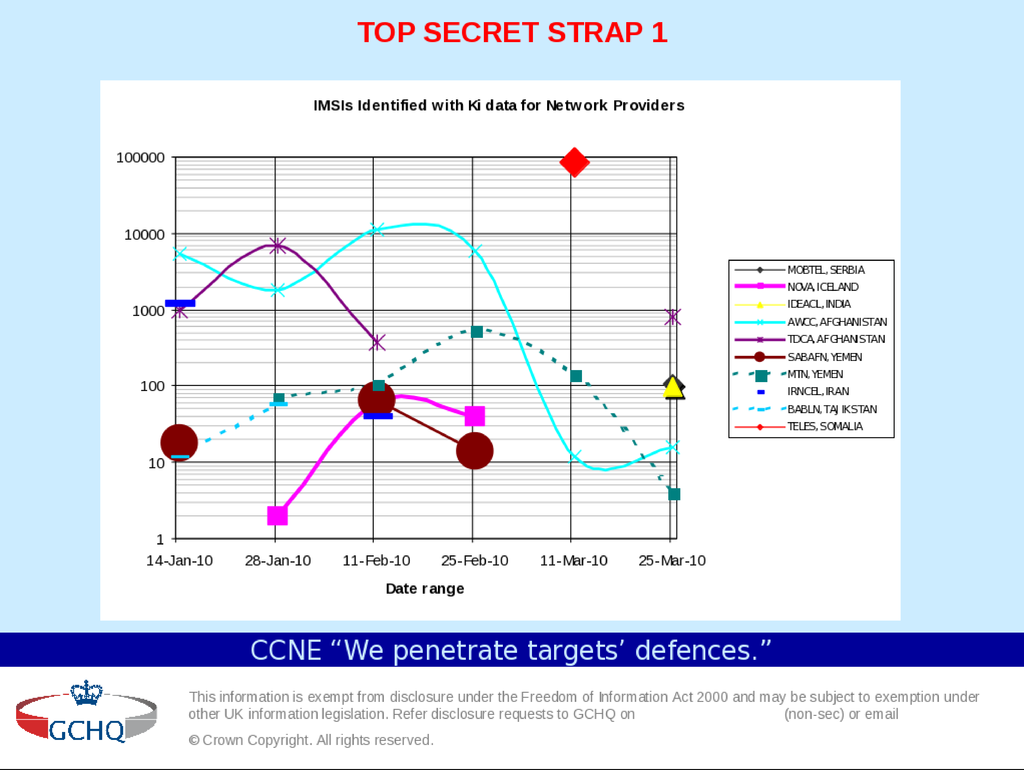 TOP SECRET STRAP 1
IMSIs Identified with Ki data for Network Providers
100000
10000
1000
100
10
1
14-Jan-10 28-Jan-10 11-Feb-10 25-Feb-10 11-Mar-10 25-Mar-10
Date range
MOBTEL, SERBIA
NOVA, ICELAND
IDEACL, INDIA
AWCC, AFGHANISTAN
TDCA, AFGHANISTAN
SABAFN, YEMEN
MTN, YEMEN
IRNCEL, IRAN
BABLN, TAJIKSTAN
TELES, SOMALIA
CCNE “We penetrate targets’ defences.”
GCHQ
This information is exempt from disclosure under the Freedom of Information Act 2000 and may be subject to exemption under
other UK information legislation. Refer disclosure requests to GCHQ on (non-sec) or email
© Crown Copyright. All rights reserved.